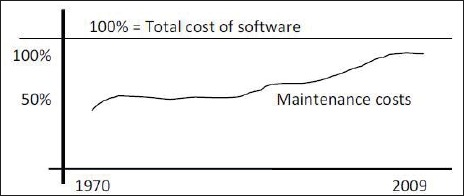 100% = Total cost of software
100%
50%
Maintenance costs
1970
2009